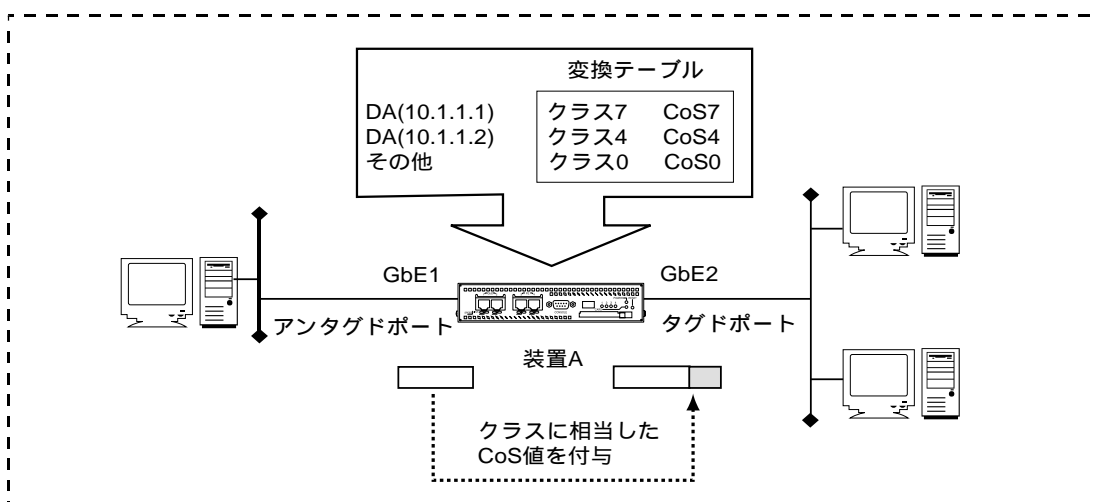 変換テーブル
DA(10.1.1.1) クラス7 CoS7
DA(10.1.1.2) クラス4 CoS4
その他 クラス0 CoS0
GbE1 GbE2
アンタグドポート タグドポート
装置A
クラスに相当した
CoS値を付与